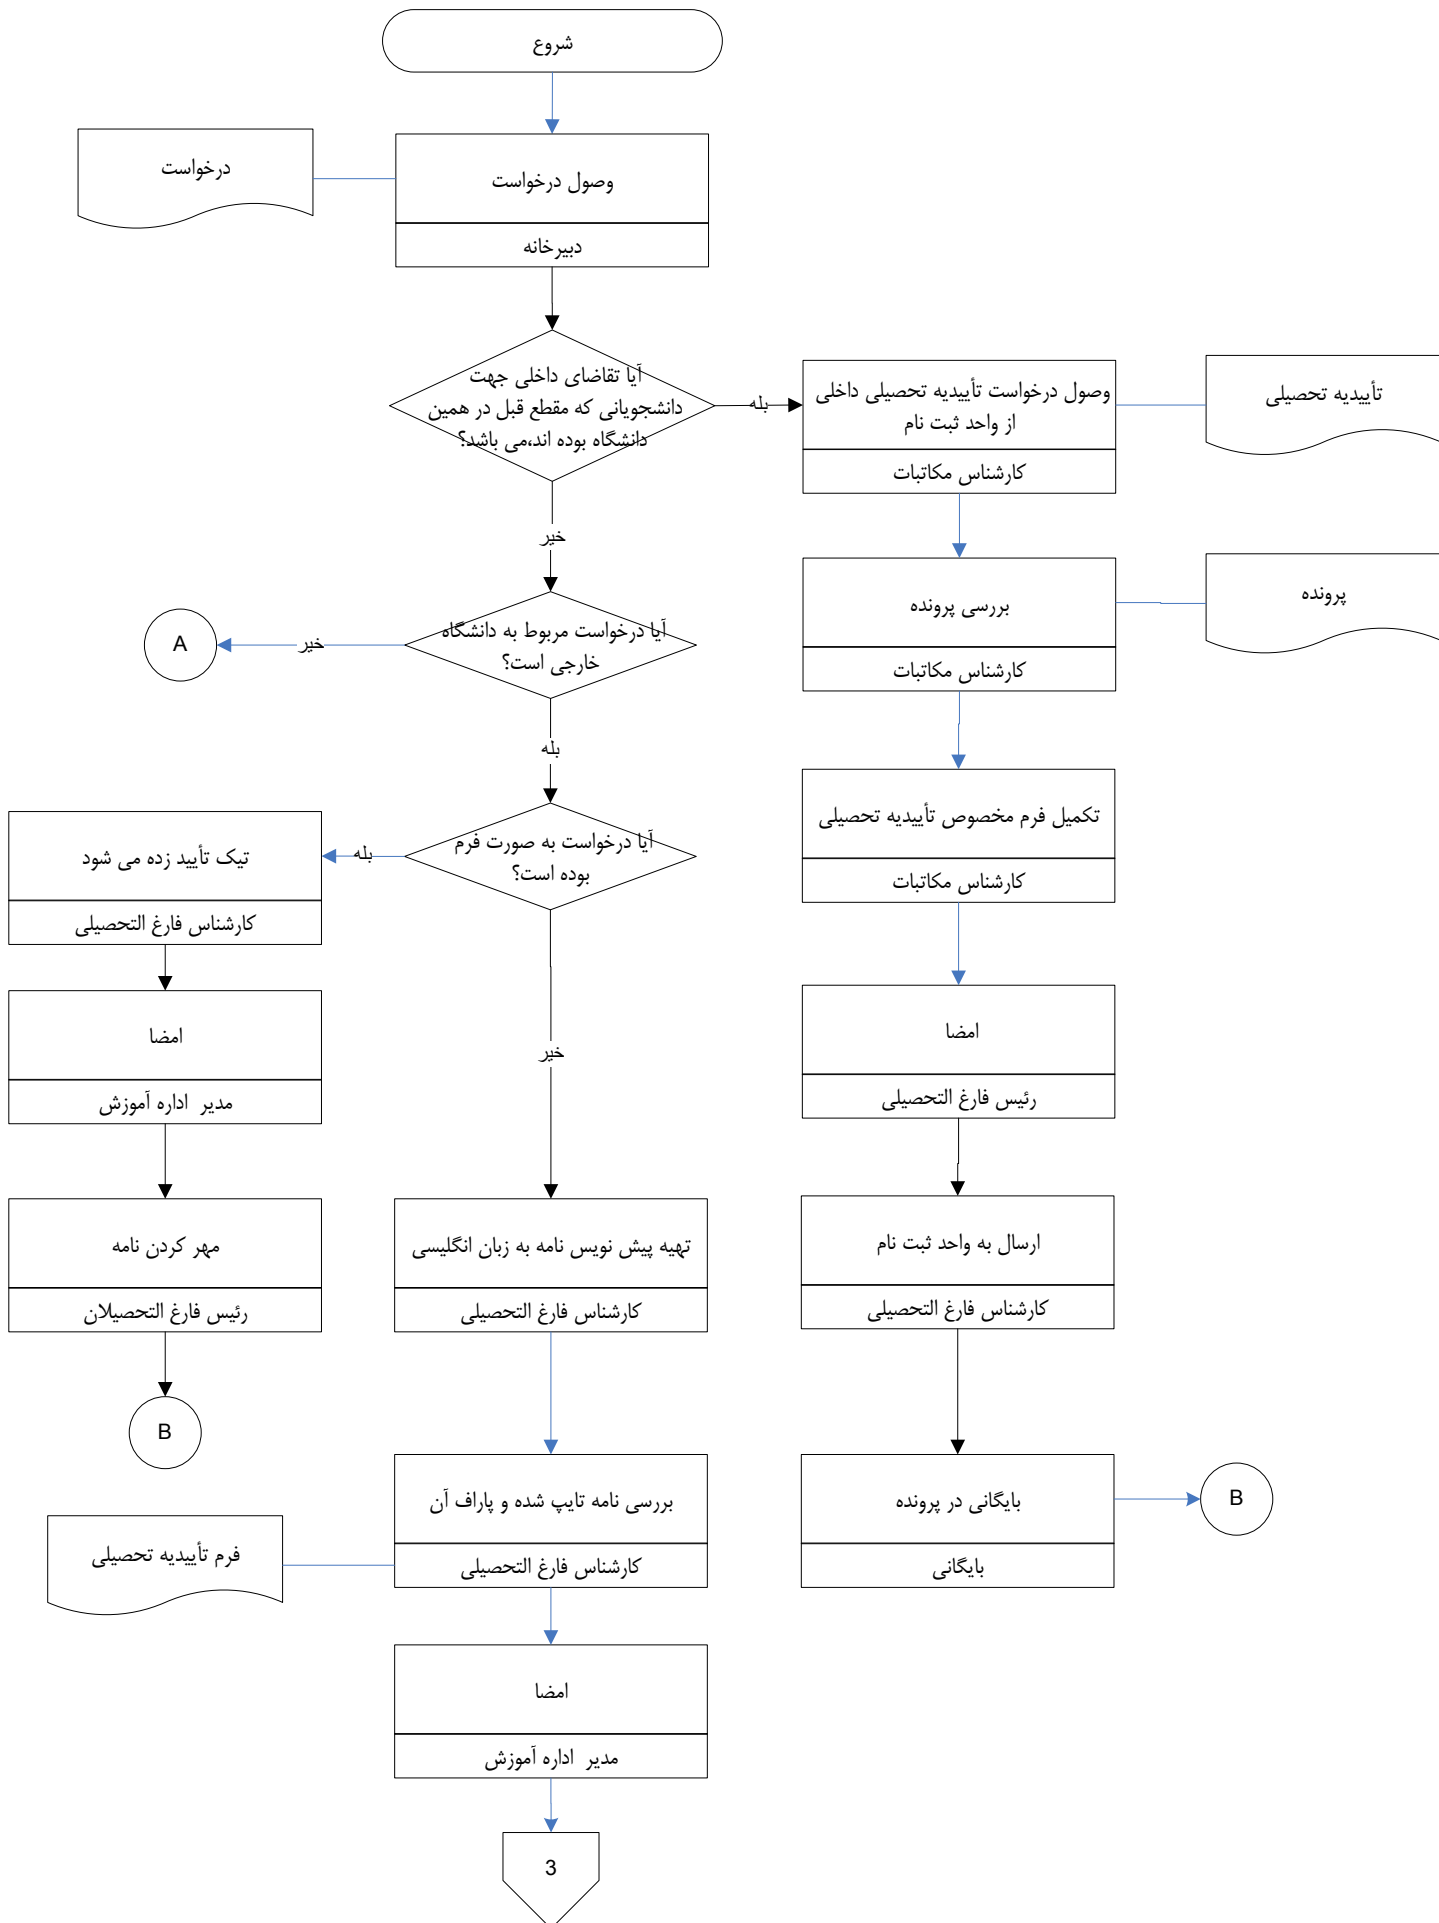 شروع
درخواست
وصول درخواست
دبیرخانه
آیا تقاضای داخلی جهت
دانشجویانی که مقطع قبل در همین
دانشگاه بوده اند،می باشد؟
بله
وصول درخواست تأییدیه تحصیلی داخلی
از واحد ثبت نام
کارشناس مکاتبات
تأییدیه تحصیلی
خیر
بررسی پرونده
کارشناس مکاتبات
پرونده
آیا درخواست مربوط به دانشگاه
خارجی است؟
خیر
A
بله
تکمیل فرم مخصوص تأییدیه تحصیلی
کارشناس مکاتبات
آیا درخواست به صورت فرم
بوده است؟
بله
تیک تأیید زده می شود
کارشناس فارغ التحصیلی
خیر
امضا
رئیس فارغ التحصیلی
امضا
مدیر اداره آموزش
ارسال به واحد ثبت نام
کارشناس فارغ التحصیلی
تهیه پیش نویس نامه به زبان انگلیسی
کارشناس فارغ التحصیلی
مهر کردن نامه
رئیس فارغ التحصیلان
B
بایگانی در پرونده
بایگانی
B
بررسی نامه تایپ شده و پاراف آن
کارشناس فارغ التحصیلی
فرم تأییدیه تحصیلی
امضا
مدیر اداره آموزش
3